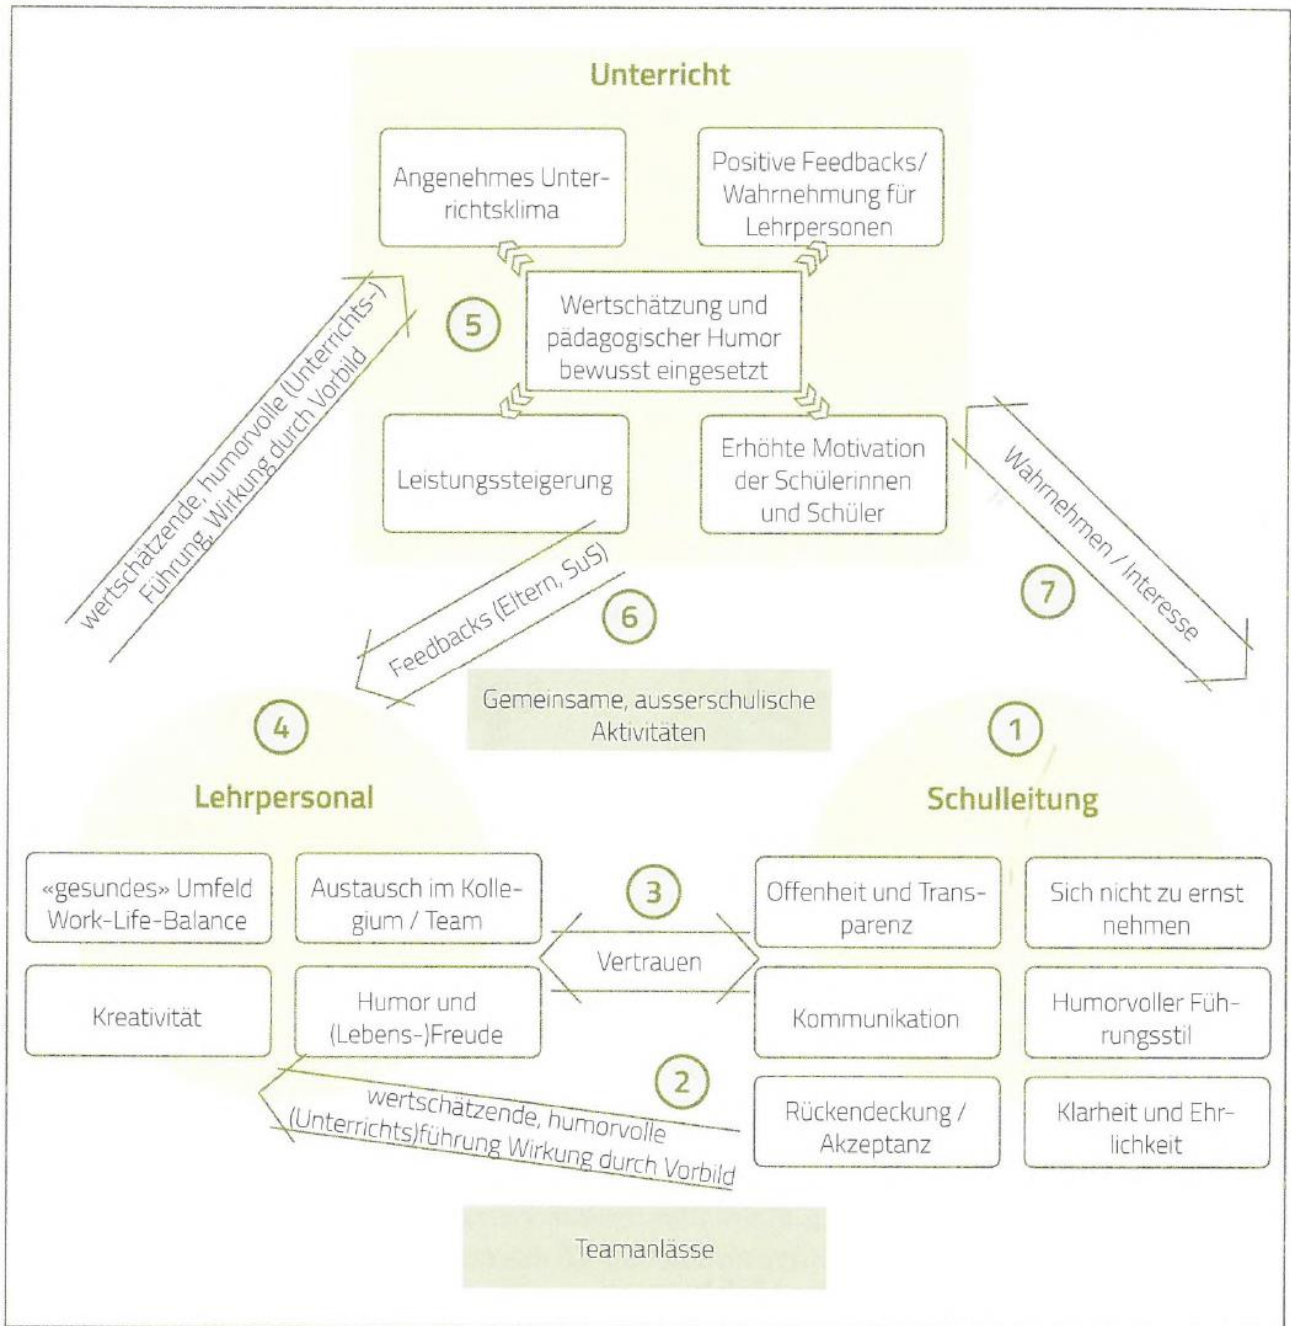 Unterricht
Angenehmes Unter-
richtsklima
Positive Feedbacks/
Wahrnehmung für
Lehrpersonen
5
Wertschätzung und
pädagogischer Humor
bewusst eingesetzt
Leistungssteigerung
Erhöhte Motivation
der Schülerinnen
und Schüler
wertschätzende, humorvolle (Unterrichts-)
Führung, Wirkung durch Vorbild
Feedbacks (Eltern, SuS)
6
Wahrnehmen / Interesse
7
Gemeinsame, ausserschulische
Aktivitäten
4
Lehrpersonal
«gesundes» Umfeld
Work-Life-Balance
Austausch im Kolle-
gium / Team
Kreativität
Humor und
(Lebens-)Freude
3
Vertrauen
1
Schulleitung
Offenheit und Trans-
parenz
Sich nicht zu ernst
nehmen
Kommunikation
Humorvoller Füh-
rungsstil
Rückendeckung /
Akzeptanz
Klarheit und Ehr-
lichkeit
2
wertschätzende, humorvolle
(Unterrichts)führung Wirkung durch Vorbild
Teamanlässe